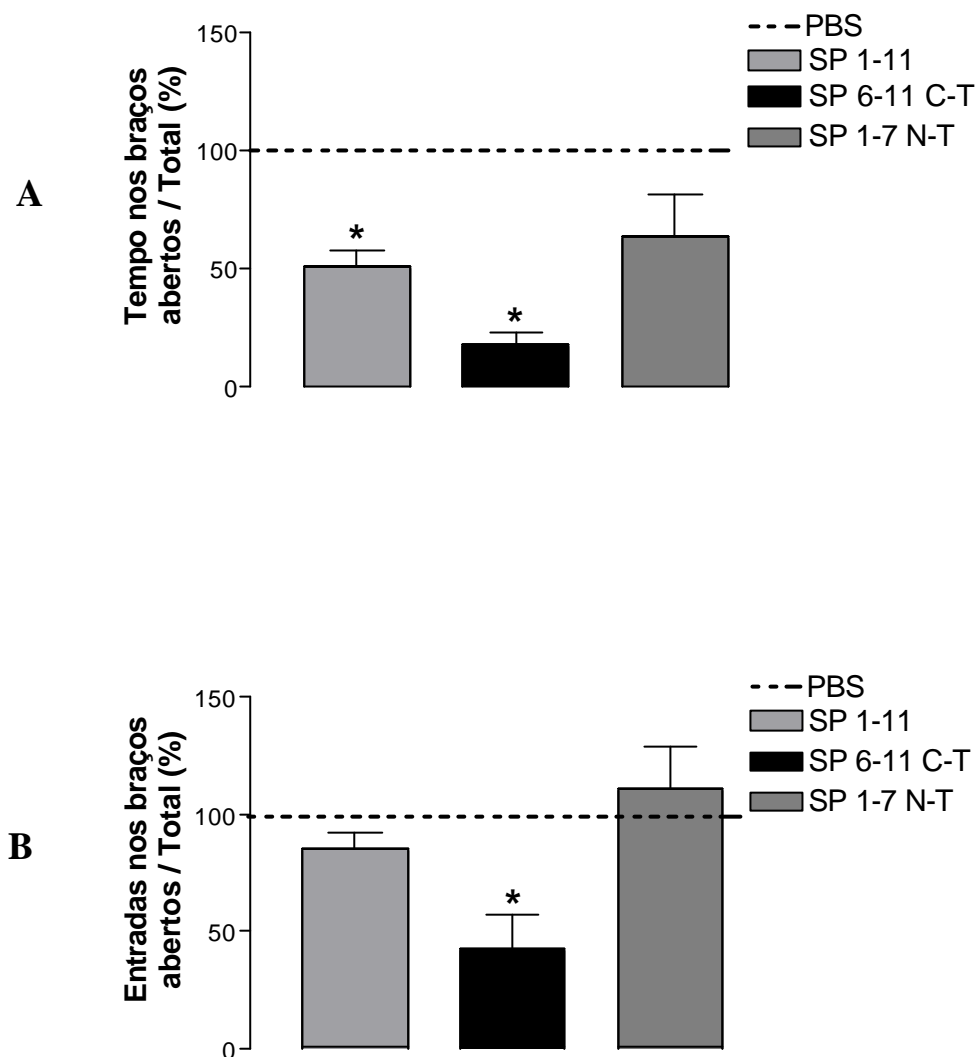 A
Tempo nos braços
abertos / Total (%)
150
100
50
0
*
*
PBS
SP 1-11
SP 6-11 C-T
SP 1-7 N-T
B
Entradas nos braços
abertos / Total (%)
150
100
50
0
*
PBS
SP 1-11
SP 6-11 C-T
SP 1-7 N-T